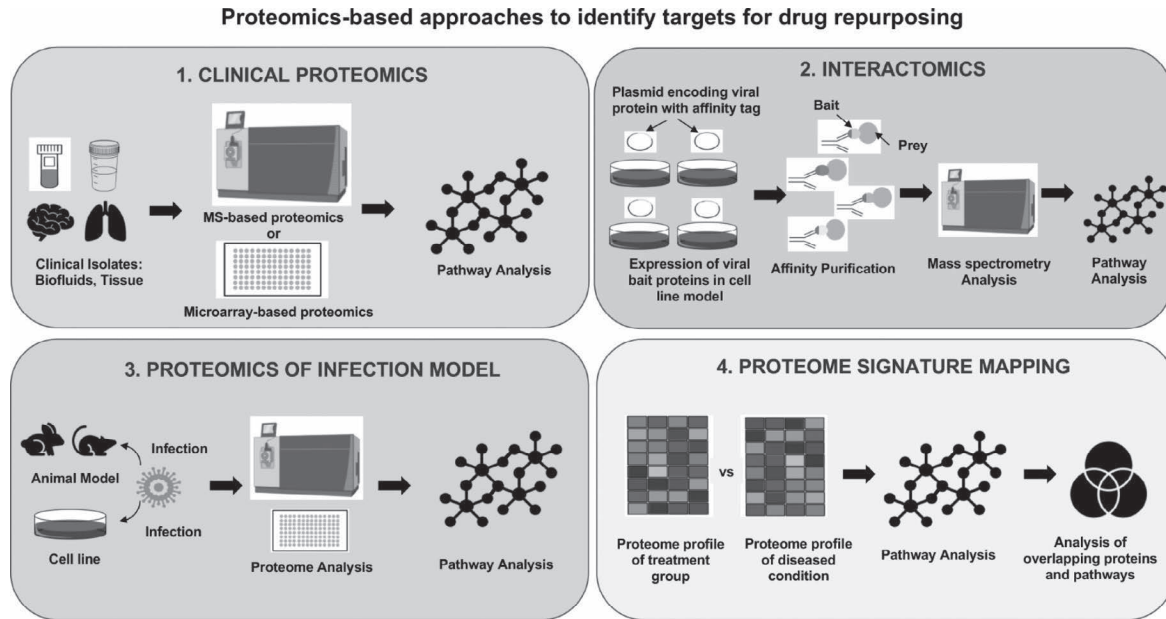 Proteomics-based approaches to identify targets for drug repurposing
1. CLINICAL PROTEOMICS
MS-based proteomics
or
Clinical Isolates:
Biofluids, Tissue
Microarray-based proteomics
Pathway Analysis
2. INTERACTOMICS
Plasmid encoding viral
protein with affinity tag
Bait
Prey
Expression of viral
bait proteins in cell
line model
Affinity Purification
Mass spectrometry
Analysis
Pathway
Analysis
3. PROTEOMICS OF INFECTION MODEL
Infection
Animal Model
Infection
Cell line
Proteome Analysis
Pathway Analysis
4. PROTEOME SIGNATURE MAPPING
vs
Proteome profile
of treatment
group
Proteome profile
of diseased
condition
Pathway Analysis
Analysis of
overlapping proteins
and pathways